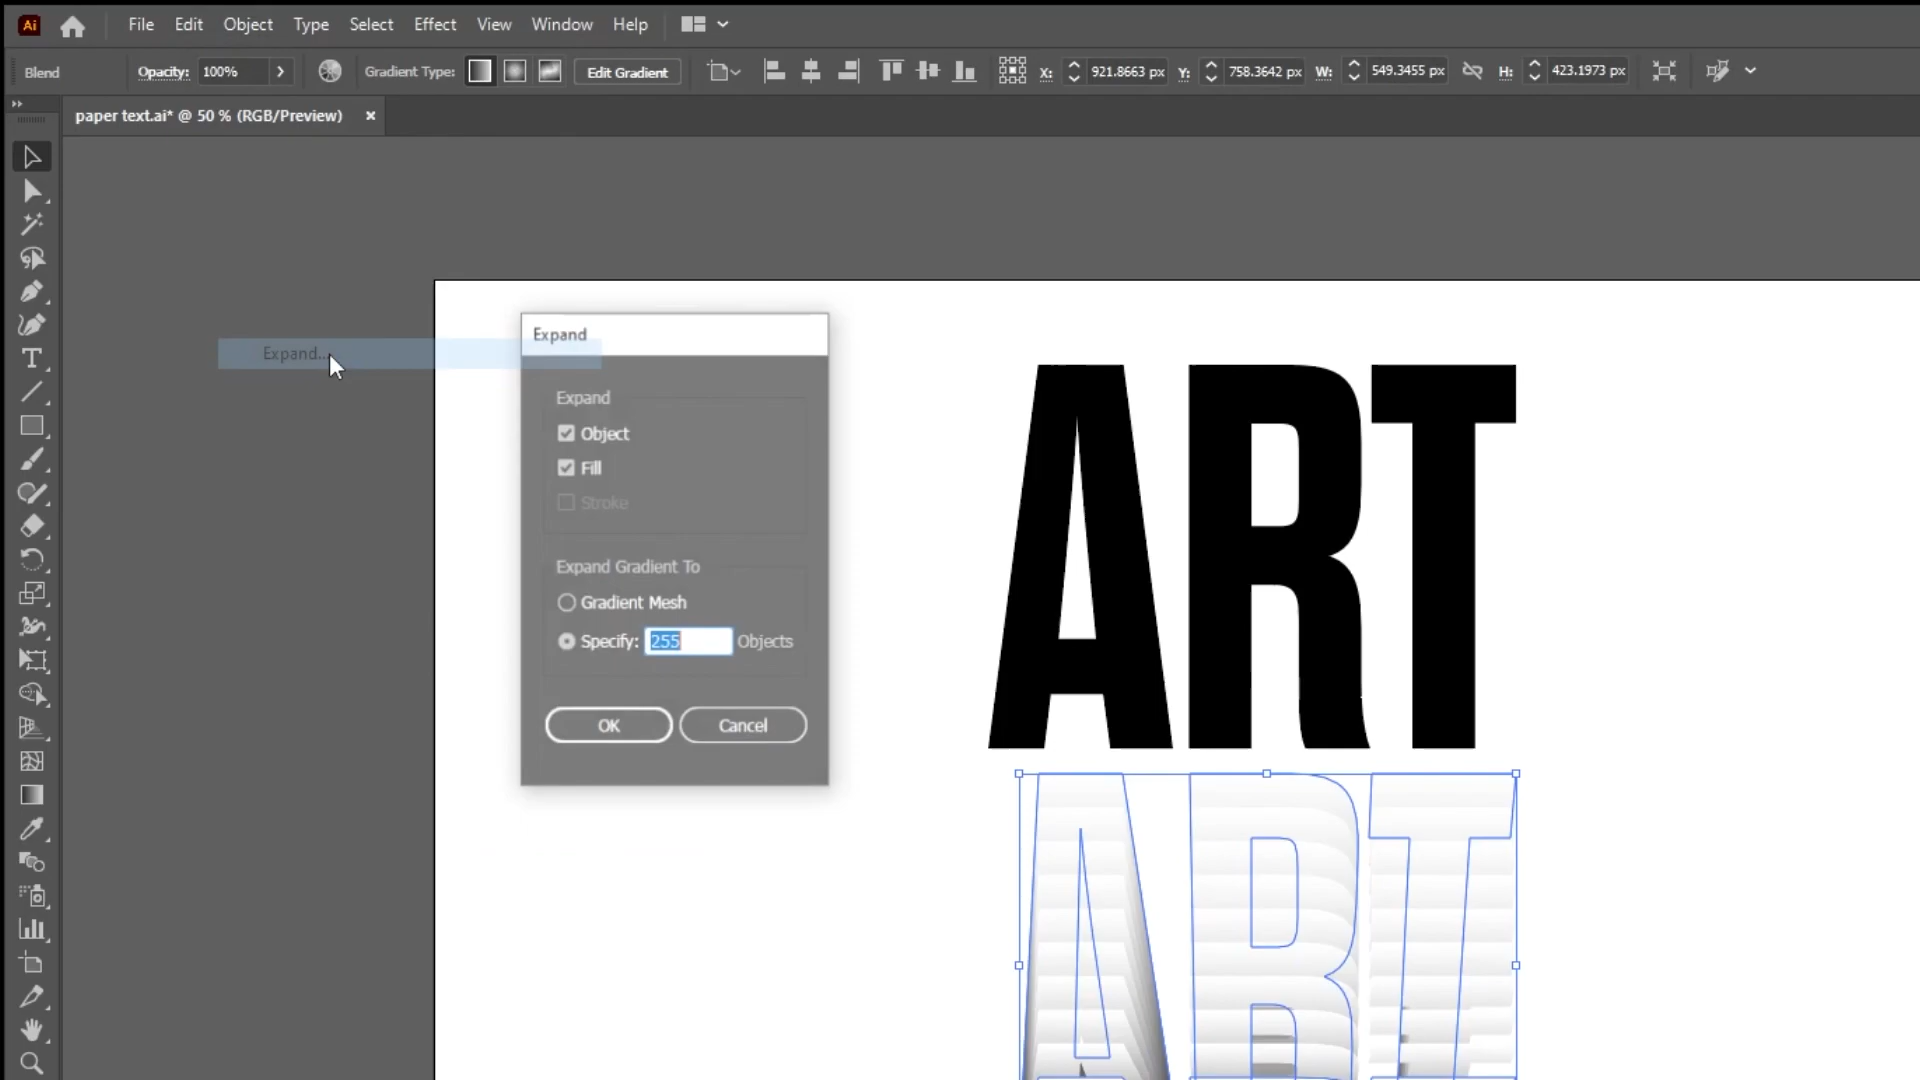 Ai File Edit Object Type Select Effect View Window Help
Blend Opacity: 100% Gradient Type: Edit Gradient X: 921.8663 px Y: 758.3642 px W: 549.3455 px H: 423.1973 px
paper text.ai* @ 50 % (RGB/Preview) ×
Expand
Expand...
Expand
Object
Fill
Stroke
Expand Gradient To
Gradient Mesh
Specify: 255 Objects
OK Cancel
ART
ART